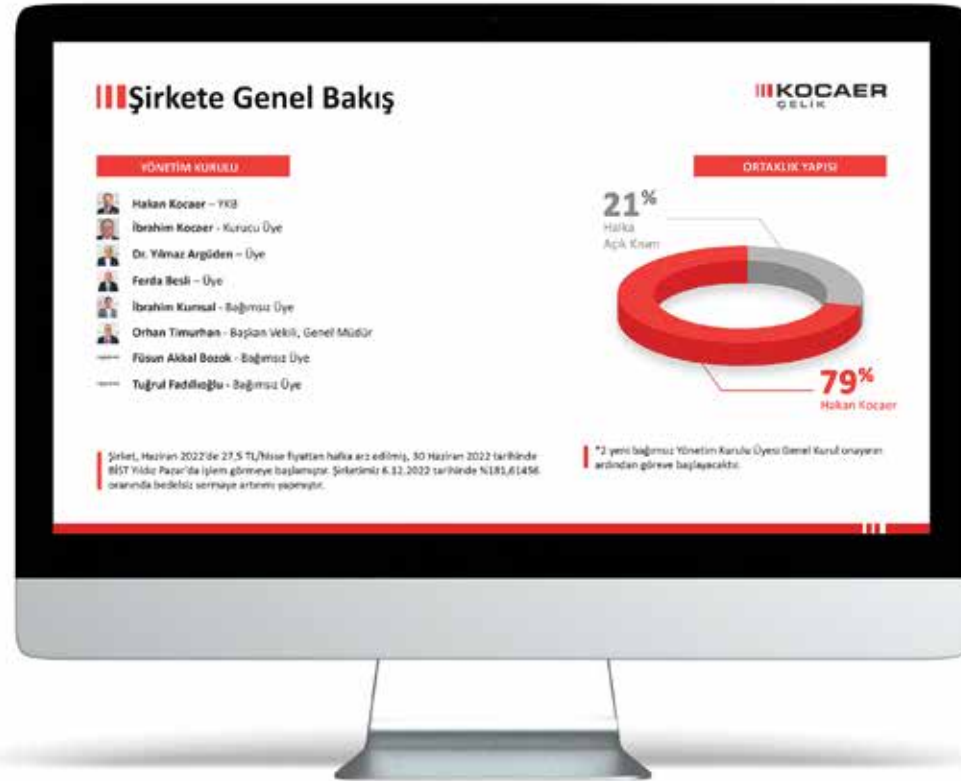 Şirkete Genel Bakış
KOCAER
ÇELİK
YÖNETİM KURULU
Hakan Kocaer – YKB
İbrahim Kocaer - Kurucu Üye
Dr. Yılmaz Argüden – Üye
Ferda Besli – Üye
İbrahim Kumsal - Bağımsız Üye
Orhan Timurhan - Başkan Vekili, Genel Müdür
Füsun Akkal Bozok - Bağımsız Üye
Tuğrul Fadıllıoğlu - Bağımsız Üye
Şirket, Haziran 2022'de 27,5 TL/hisse fiyattan halka arz edilmiş, 30 Haziran 2022 tarihinde
BİST Yıldız Pazar'da işlem görmeye başlamıştır. Şirketimiz 6.12.2022 tarihinde %181,61456
oranında bedelsiz sermaye artırımı yapmıştır.
ORTAKLIK YAPISI
21%
Halka
Açık Kısım
79%
Hakan Kocaer
*2 yeni bağımsız Yönetim Kurulu Üyesi Genel Kurul onayının
ardından göreve başlayacaktır.